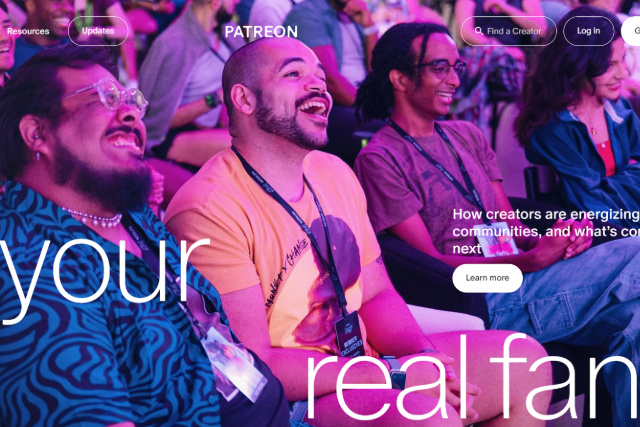 Resources
Updates
PATREON
Find a Creator
Log in
G
How creators are energizing
communities, and what's co
next
Learn more
your
real fan